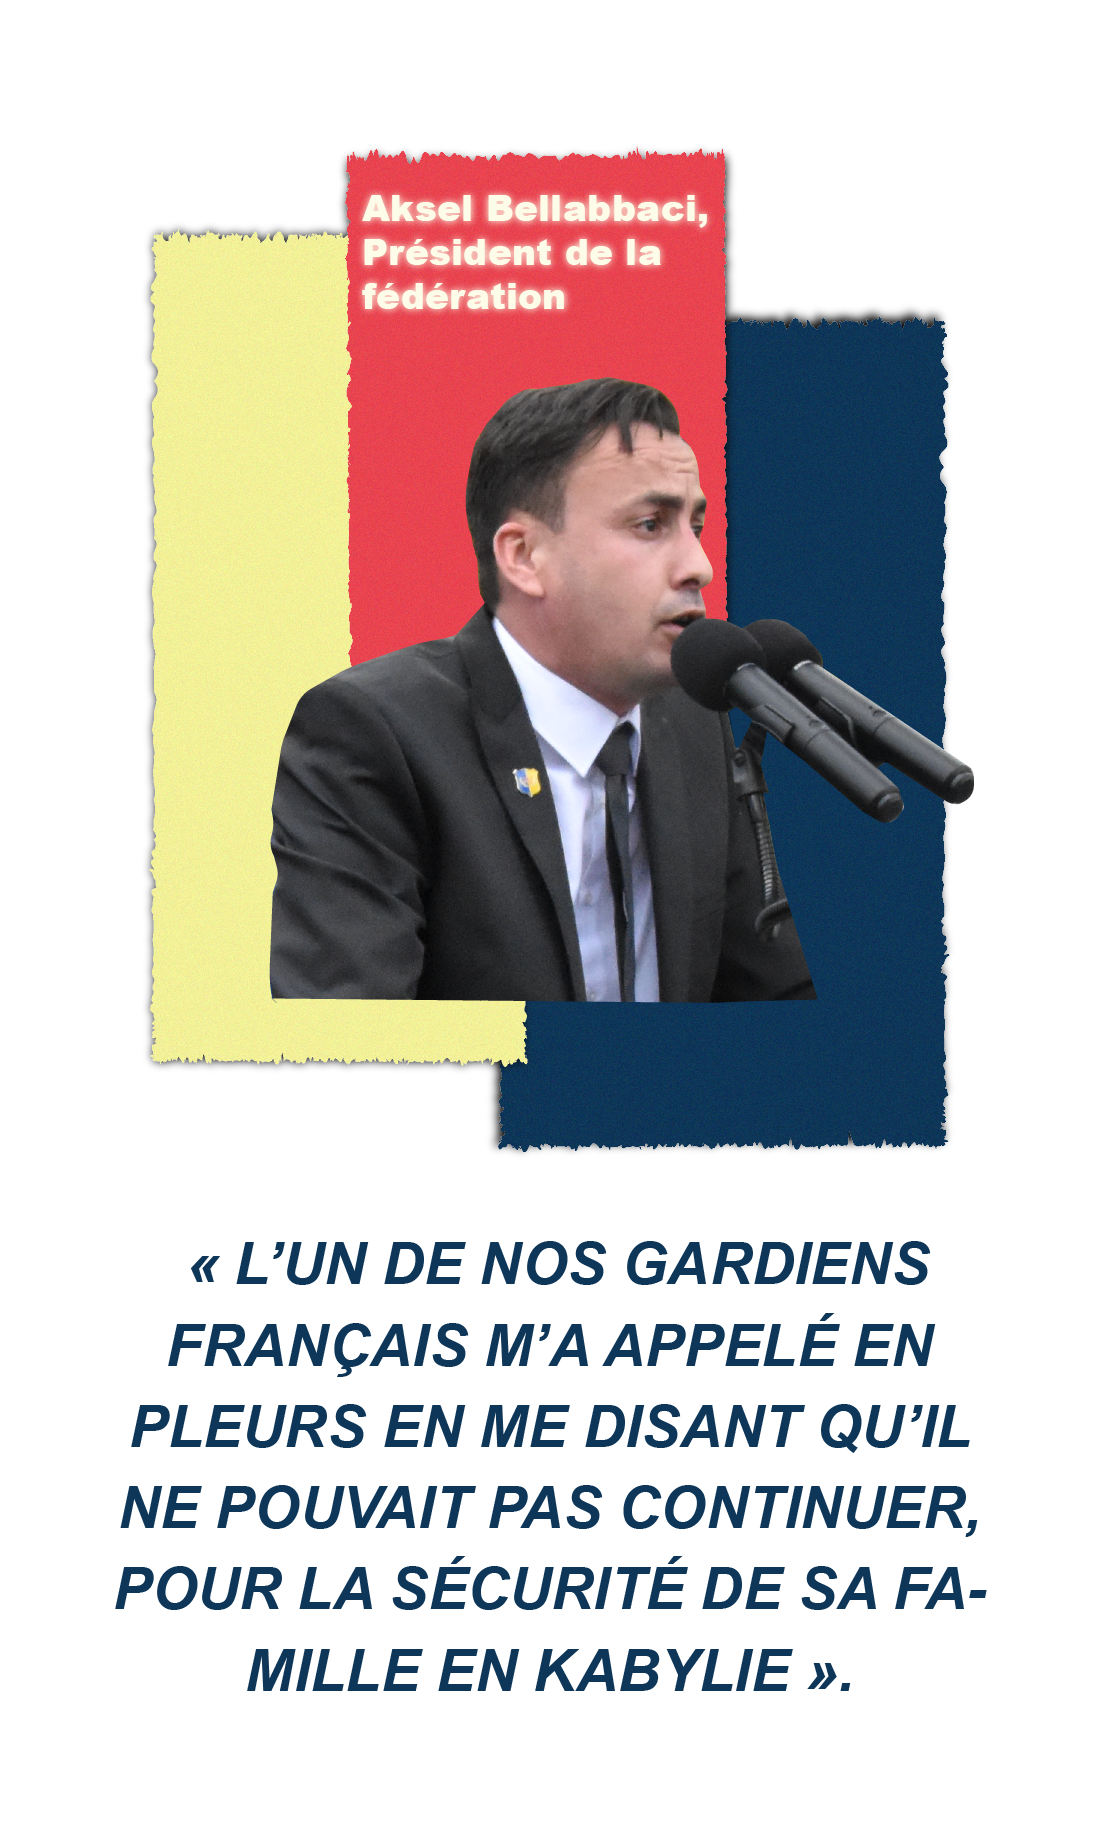 Aksel Bellabbaci,
Président de la
fédération
« L’UN DE NOS GARDIENS
FRANÇAIS M’A APPELÉ EN
PLEURS EN ME DISANT QU’IL
NE POUVAIT PAS CONTINUER,
POUR LA SÉCURITÉ DE SA FA-
MILLE EN KABYLIE ».